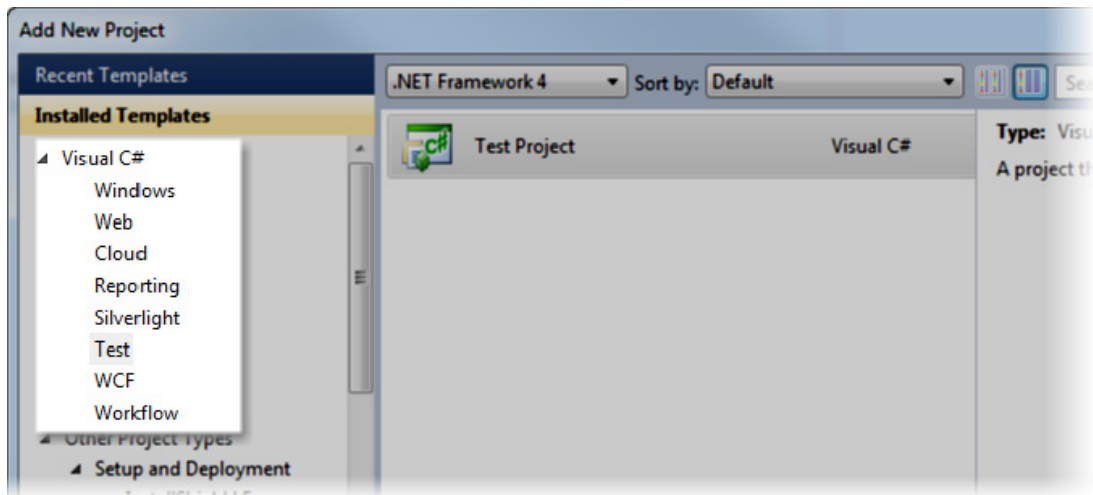 Add New Project
Recent Templates
Installed Templates
Visual C#
Windows
Web
Cloud
Reporting
Silverlight
Test
WCF
Workflow
Other Project Types
Setup and Deployment
.NET Framework 4 Sort by: Default
Test Project Visual C#
Type:
A project